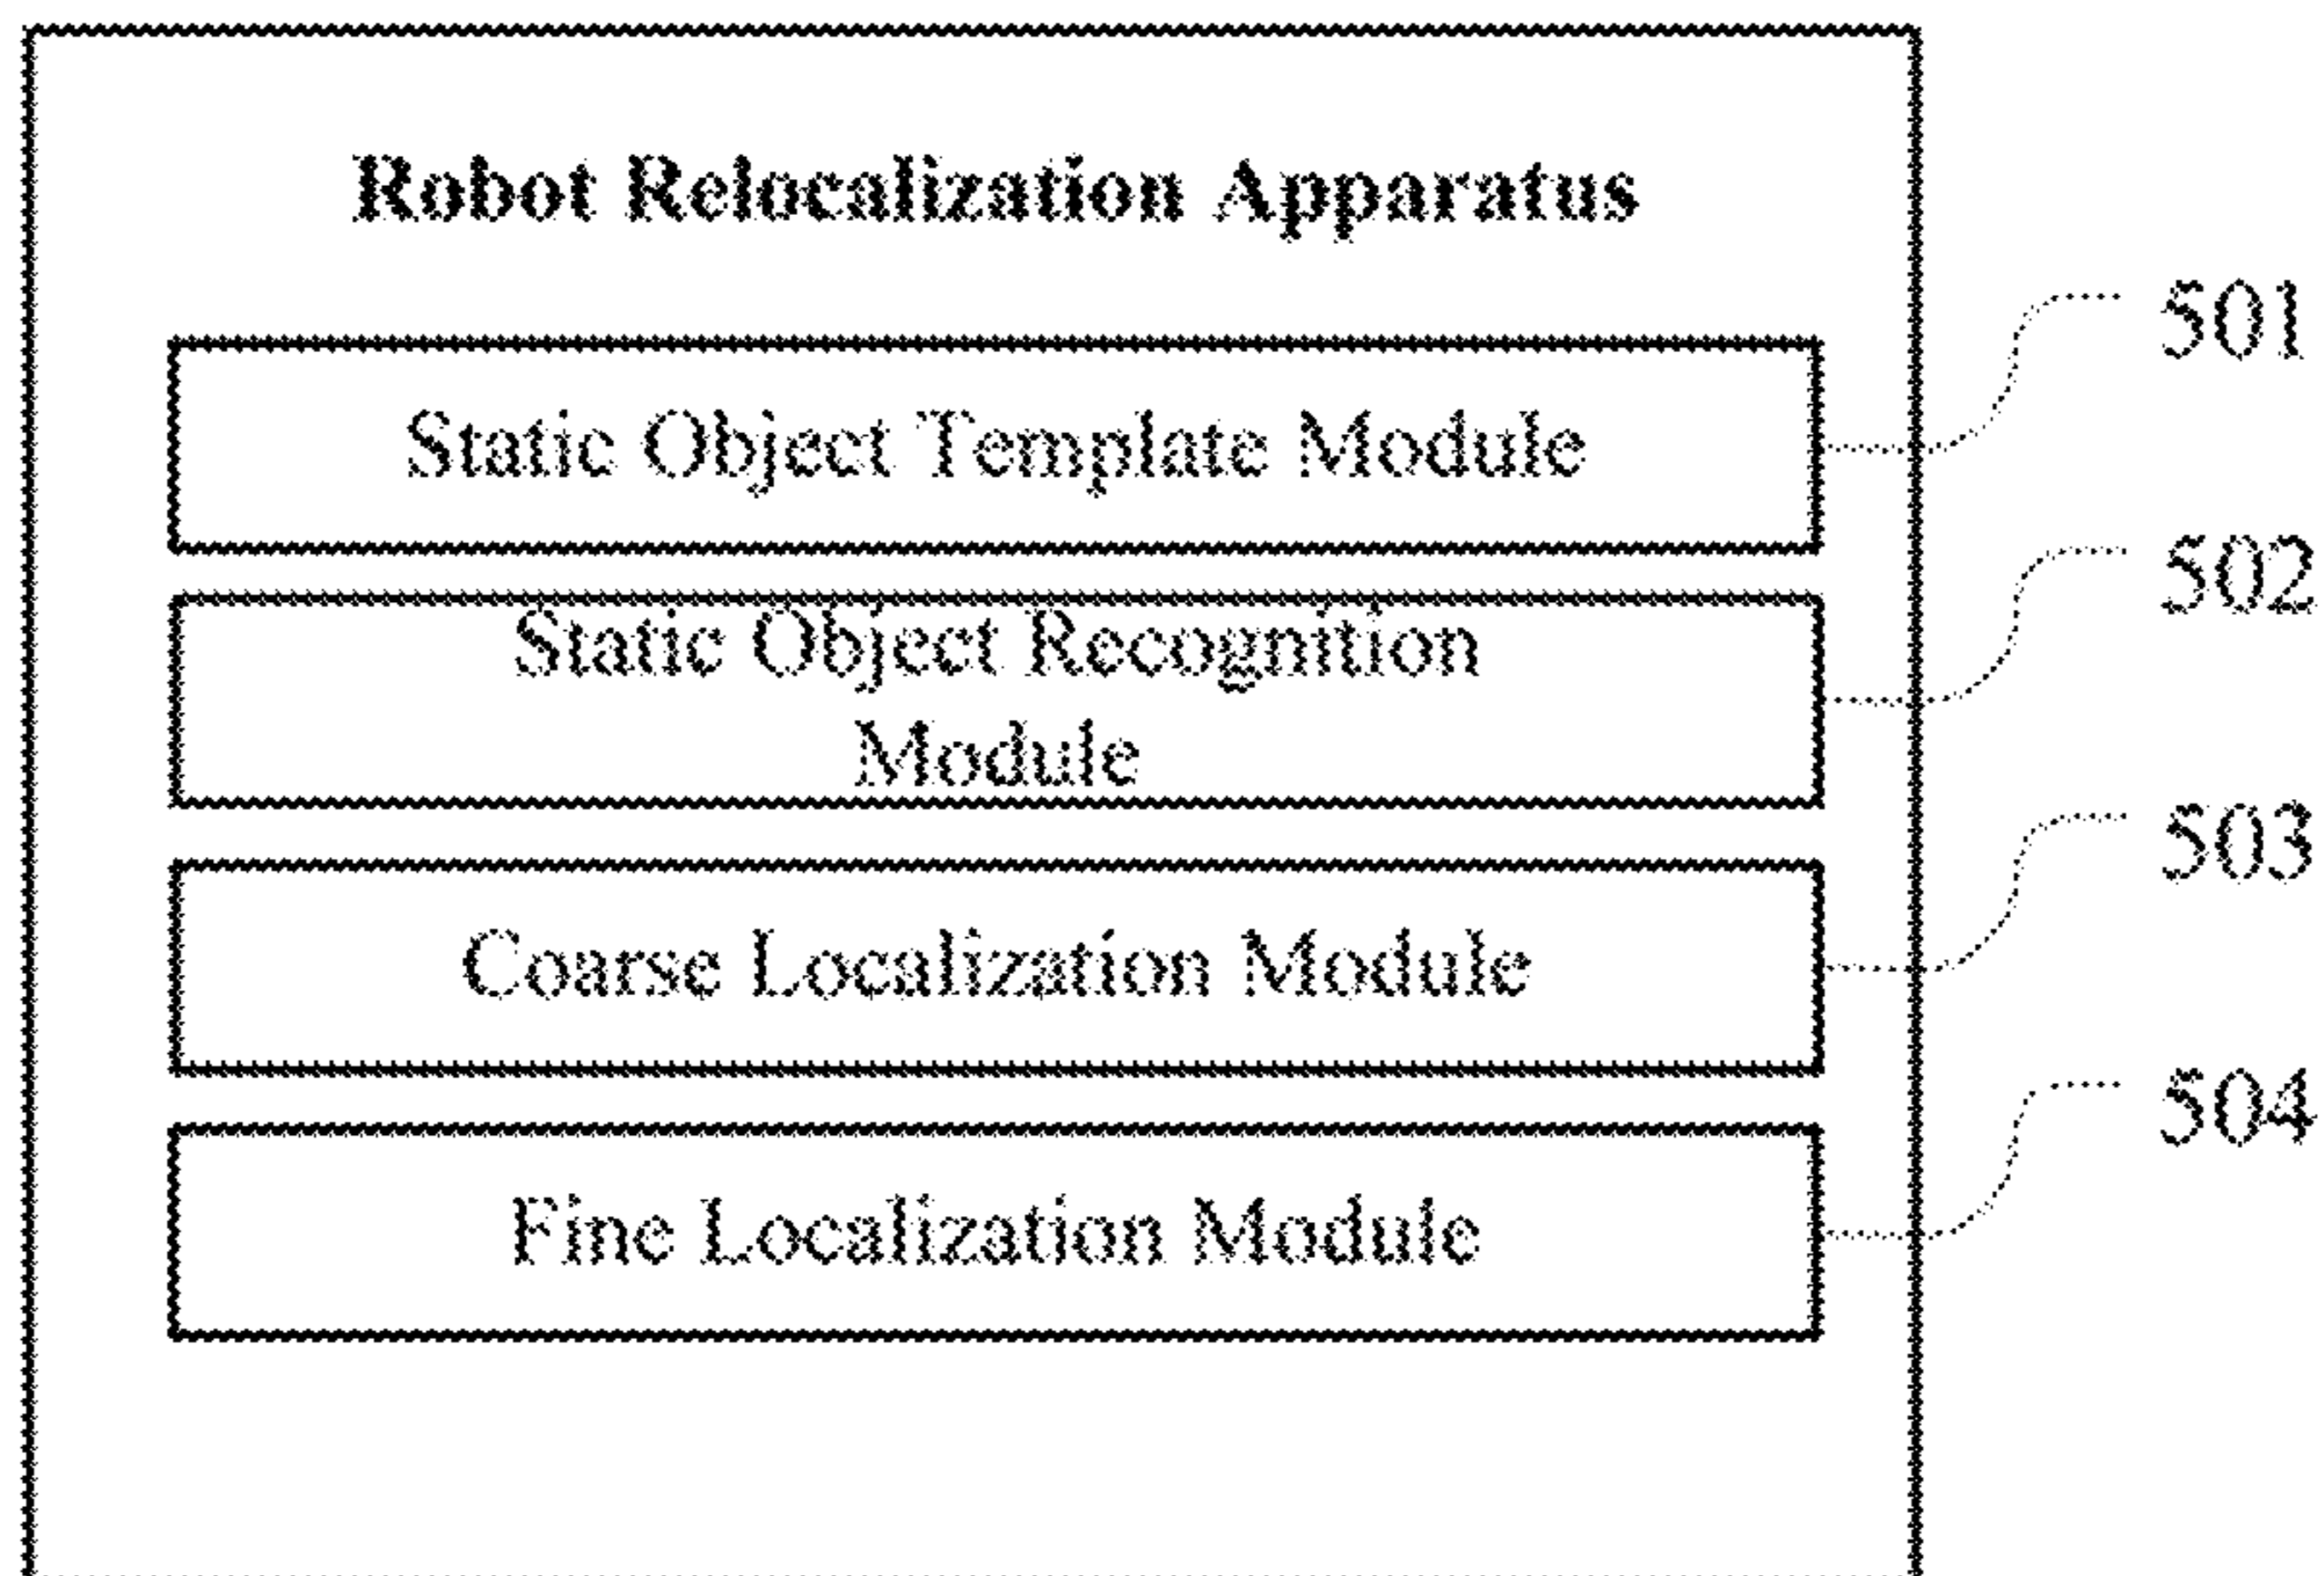 Robot Relocalization Apparatus
501
Static Object Template Module
502
Static Object Recognition
Module
503
Coarse Localization Module
504
Fine Localization Module